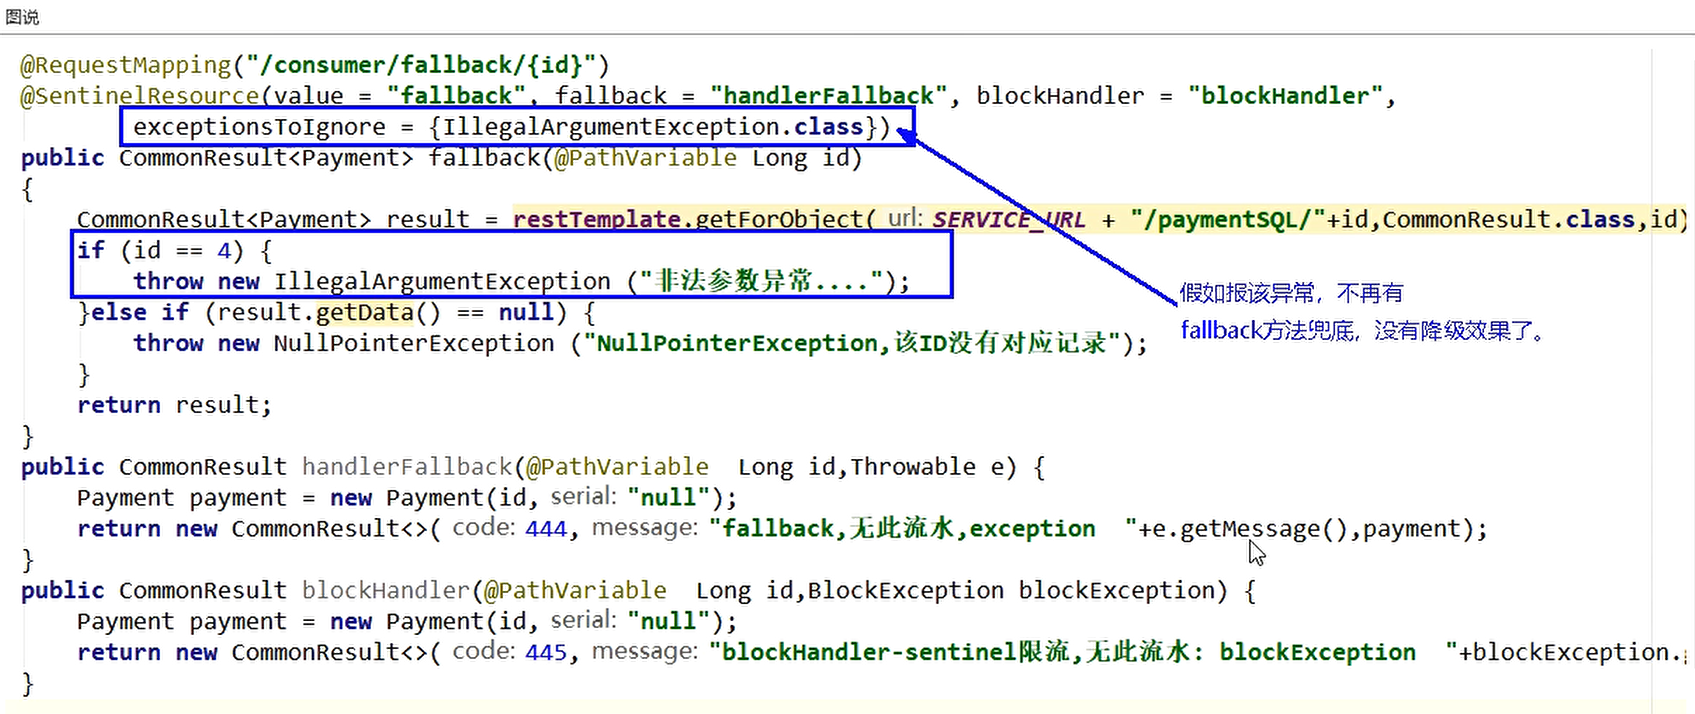 图说
@RequestMapping("/consumer/fallback/{id}")
@SentinelResource(value = "fallback", fallback = "handlerFallback", blockHandler = "blockHandler",
exceptionsToIgnore = {IllegalArgumentException.class})
public CommonResult<Payment> fallback(@PathVariable Long id)
{
CommonResult<Payment> result = restTemplate.getForObject( url: SERVICE_URL + "/paymentSQL/"+id,CommonResult.class,id)
if (id == 4) {
throw new IllegalArgumentException ("非法参数异常....");
}else if (result.getData() == null) {
throw new NullPointerException ("NullPointerException,该ID没有对应记录");
}
return result;
}
假如报该异常，不再有
fallback方法兜底，没有降级效果了。
public CommonResult handlerFallback(@PathVariable  Long id,Throwable e) {
Payment payment = new Payment(id, serial: "null");
return new CommonResult<>( code: 444, message: "fallback,无此流水,exception  "+e.getMessage(),payment);
}
public CommonResult blockHandler(@PathVariable  Long id,BlockException blockException) {
Payment payment = new Payment(id, serial: "null");
return new CommonResult<>( code: 445, message: "blockHandler-sentinel限流,无此流水: blockException  "+blockException.
}